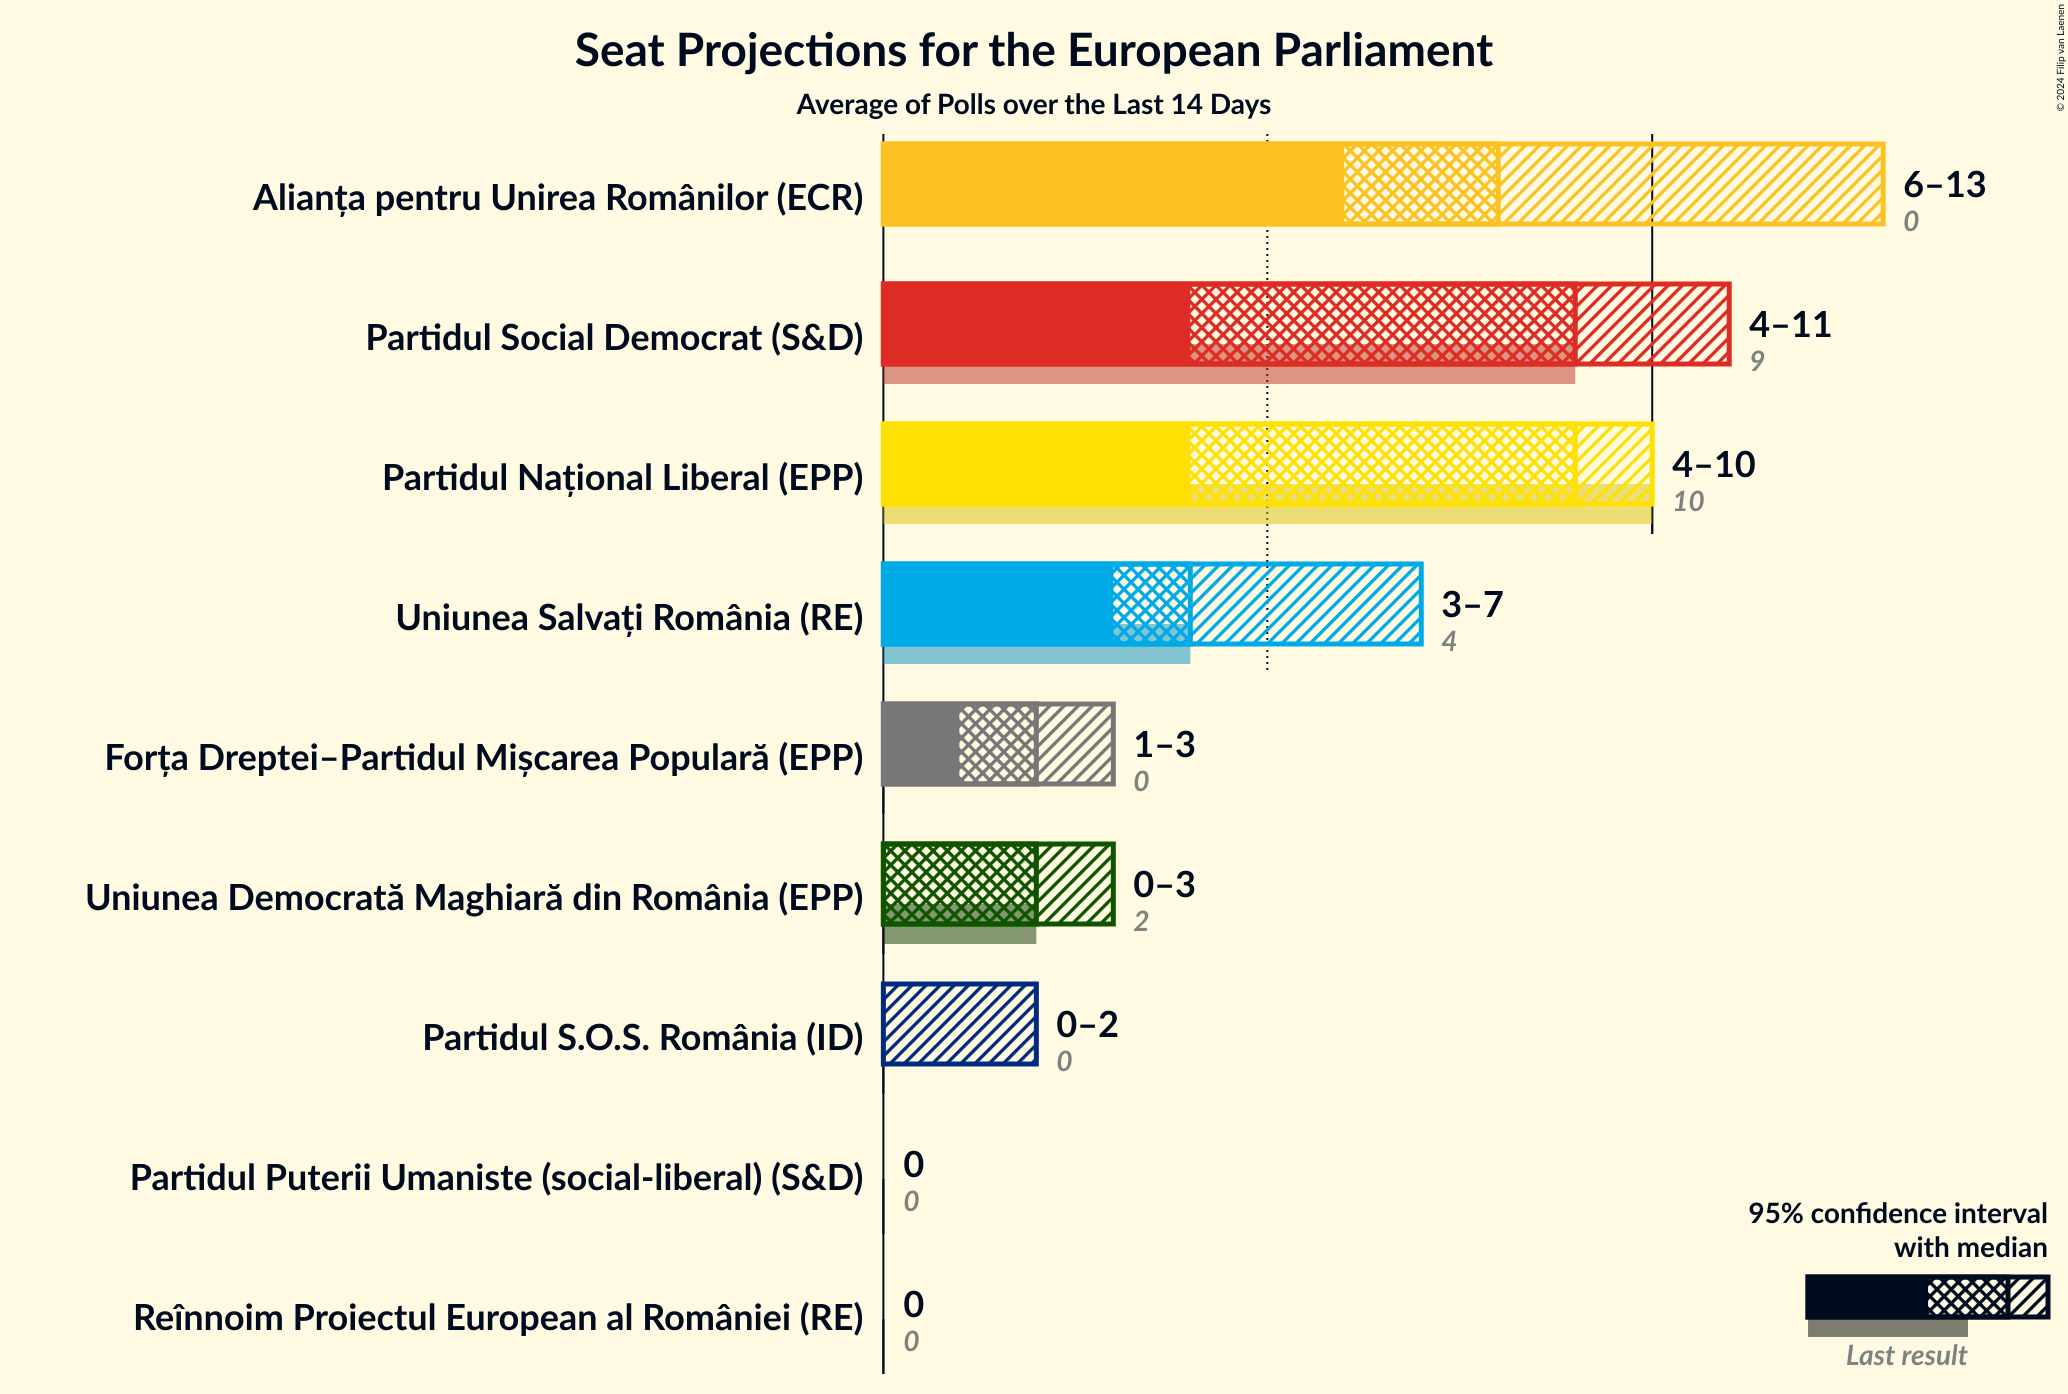 © 2024 Filip van Laenen
Seat Projections for the European Parliament
Average of Polls over the Last 14 Days
Alianța pentru Unirea Românilor (ECR)
6–13
0
Partidul Social Democrat (S&D)
4–11
9
Partidul Național Liberal (EPP)
4–10
10
Uniunea Salvați România (RE)
3–7
4
Forța Dreptei–Partidul Mișcarea Populară (EPP)
1–3
0
Uniunea Democrată Maghiară din România (EPP)
0–3
2
Partidul S.O.S. România (ID)
0–2
0
Partidul Puterii Umaniste (social-liberal) (S&D)
0
0
Reînnoim Proiectul European al României (RE)
0
0
95% confidence interval
with median
Last result